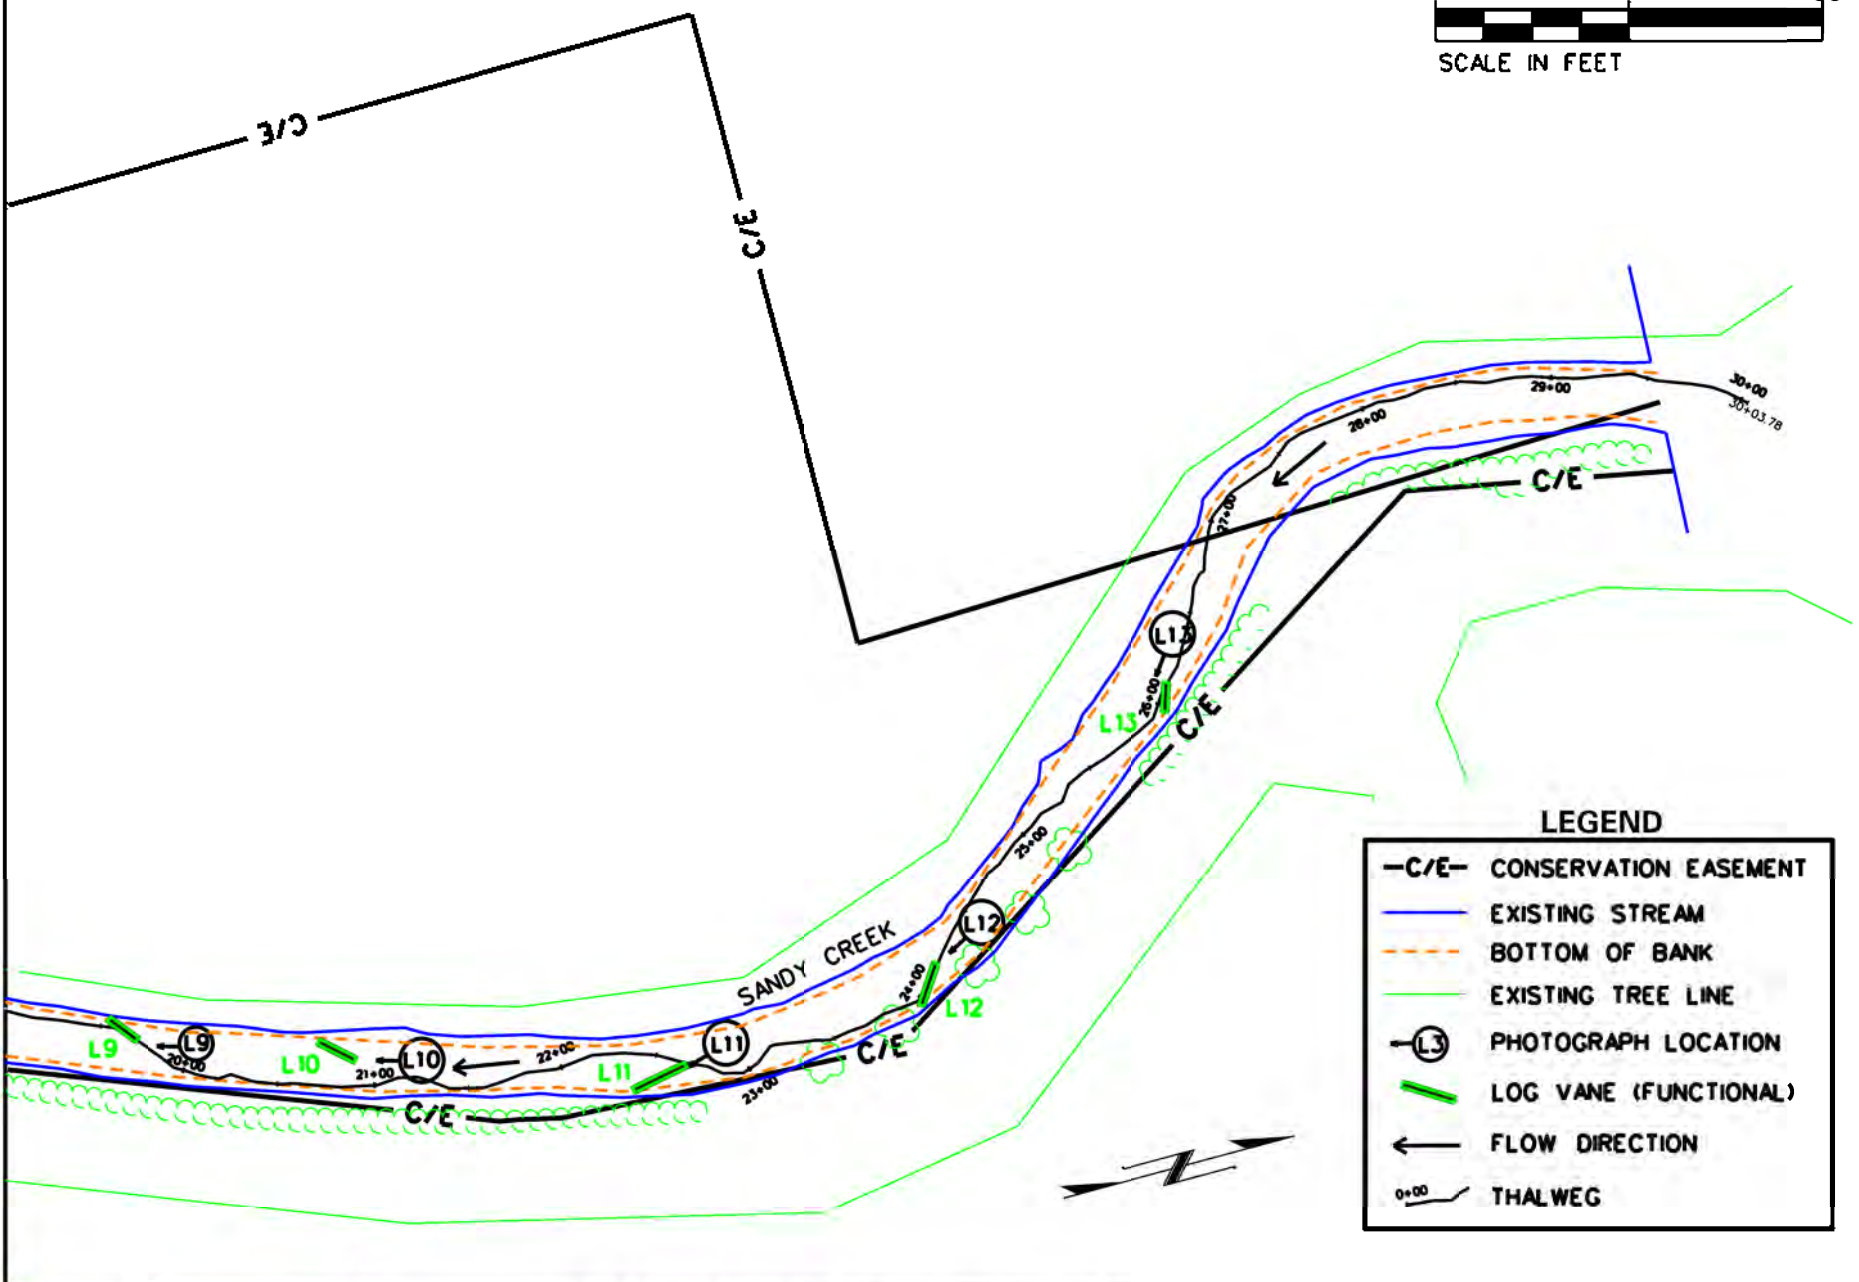 SCALE IN FEET
C/E
C/E
30+00
30+03.78
29+00
28+00
C/E
27+00
L13
26+00
L13
C/E
25+00
L12
SANDY CREEK
24+00
L12
L9
L9
20+00
L10
21+00
L10
22+00
L11
L11
23+00
C/E
C/E
LEGEND
-C/E- CONSERVATION EASEMENT
EXISTING STREAM
BOTTOM OF BANK
EXISTING TREE LINE
L3 PHOTOGRAPH LOCATION
LOG VANE (FUNCTIONAL)
FLOW DIRECTION
0+00 THALWEG